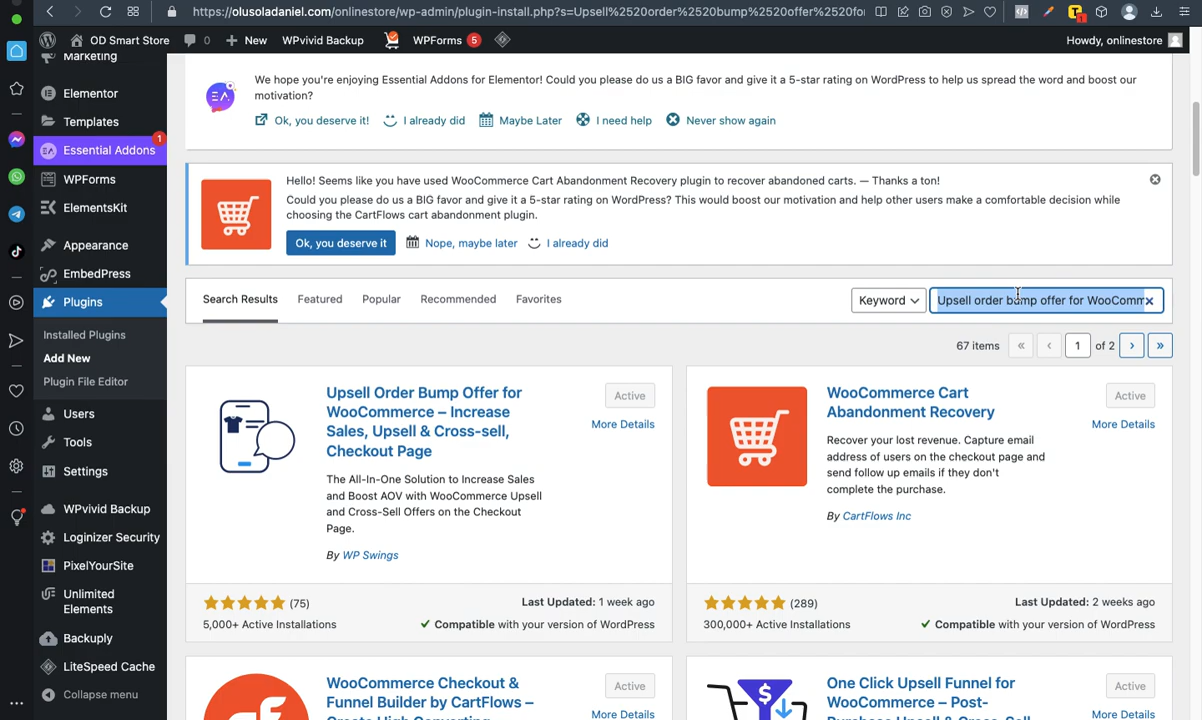 https://olusoladaniel.com/onlinestore/wp-admin/plugin-install.php?s=Upsell%2520order%2520bump%2520offer%2520fo
1
OD Smart Store 0 New WPvivid Backup WPForms 5 Howdy, onlinestore
Marketing
Elementor
Templates
Essential Addons 1
WPForms
ElementsKit
Appearance
EmbedPress
Plugins
Installed Plugins
Add New
Plugin File Editor
Users
Tools
Settings
WPvivid Backup
Loginizer Security
PixelYourSite
Unlimited
Elements
Backuply
LiteSpeed Cache
Collapse menu
We hope you're enjoying Essential Addons for Elementor! Could you please do us a BIG favor and give it a 5-star rating on WordPress to help us spread the word and boost our
motivation?
Ok, you deserve it! I already did Maybe Later I need help Never show again
Hello! Seems like you have used WooCommerce Cart Abandonment Recovery plugin to recover abandoned carts. — Thanks a ton!
Could you please do us a BIG favor and give it a 5-star rating on WordPress? This would boost our motivation and help other users make a comfortable decision while
choosing the CartFlows cart abandonment plugin.
Ok, you deserve it Nope, maybe later I already did
Search Results Featured Popular Recommended Favorites Keyword Upsell order bump offer for WooComm
67 items « ‹ 1 of 2 › »
Upsell Order Bump Offer for
WooCommerce – Increase
Sales, Upsell & Cross-sell,
Checkout Page
Active
More Details
The All-In-One Solution to Increase Sales
and Boost AOV with WooCommerce Upsell
and Cross-Sell Offers on the Checkout
Page.
By WP Swings
(75)
Last Updated: 1 week ago
5,000+ Active Installations
Compatible with your version of WordPress
WooCommerce Cart
Abandonment Recovery
Active
More Details
Recover your lost revenue. Capture email
address of users on the checkout page and
send follow up emails if they don't
complete the purchase.
By CartFlows Inc
(289)
Last Updated: 2 weeks ago
300,000+ Active Installations
Compatible with your version of WordPress
WooCommerce Checkout &
Funnel Builder by CartFlows –
Create High Converting
Active
More Details
One Click Upsell Funnel for
WooCommerce – Post-
Purchase Upsell & Cross-Sell
Active
More Details